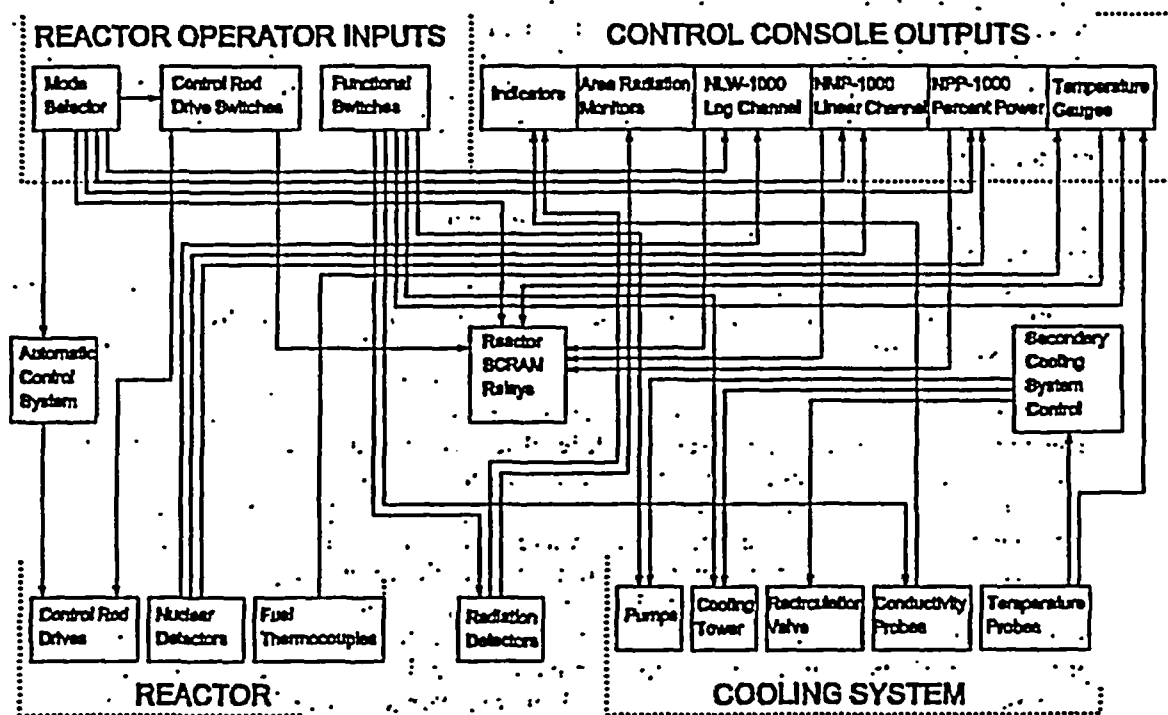 REACTOR OPERATOR INPUTS
CONTROL CONSOLE OUTPUTS
Mode
Selector
Control Rod
Drive Switches
Functional
Switches
Indicators
Area Radiation
Monitors
NLW-1000
Log Channel
NMP-1000
Linear Channel
NPP-1000
Percent Power
Temperature
Gauges
Automatic
Control
System
Reactor
SCRAM
Relays
Secondary
Cooling
System
Control
Control Rod
Drives
Nuclear
Detectors
Fuel
Thermocouples
Radiation
Detectors
Pumps
Cooling
Tower
Recirculation
Valve
Conductivity
Probes
Temperature
Probes
REACTOR
COOLING SYSTEM